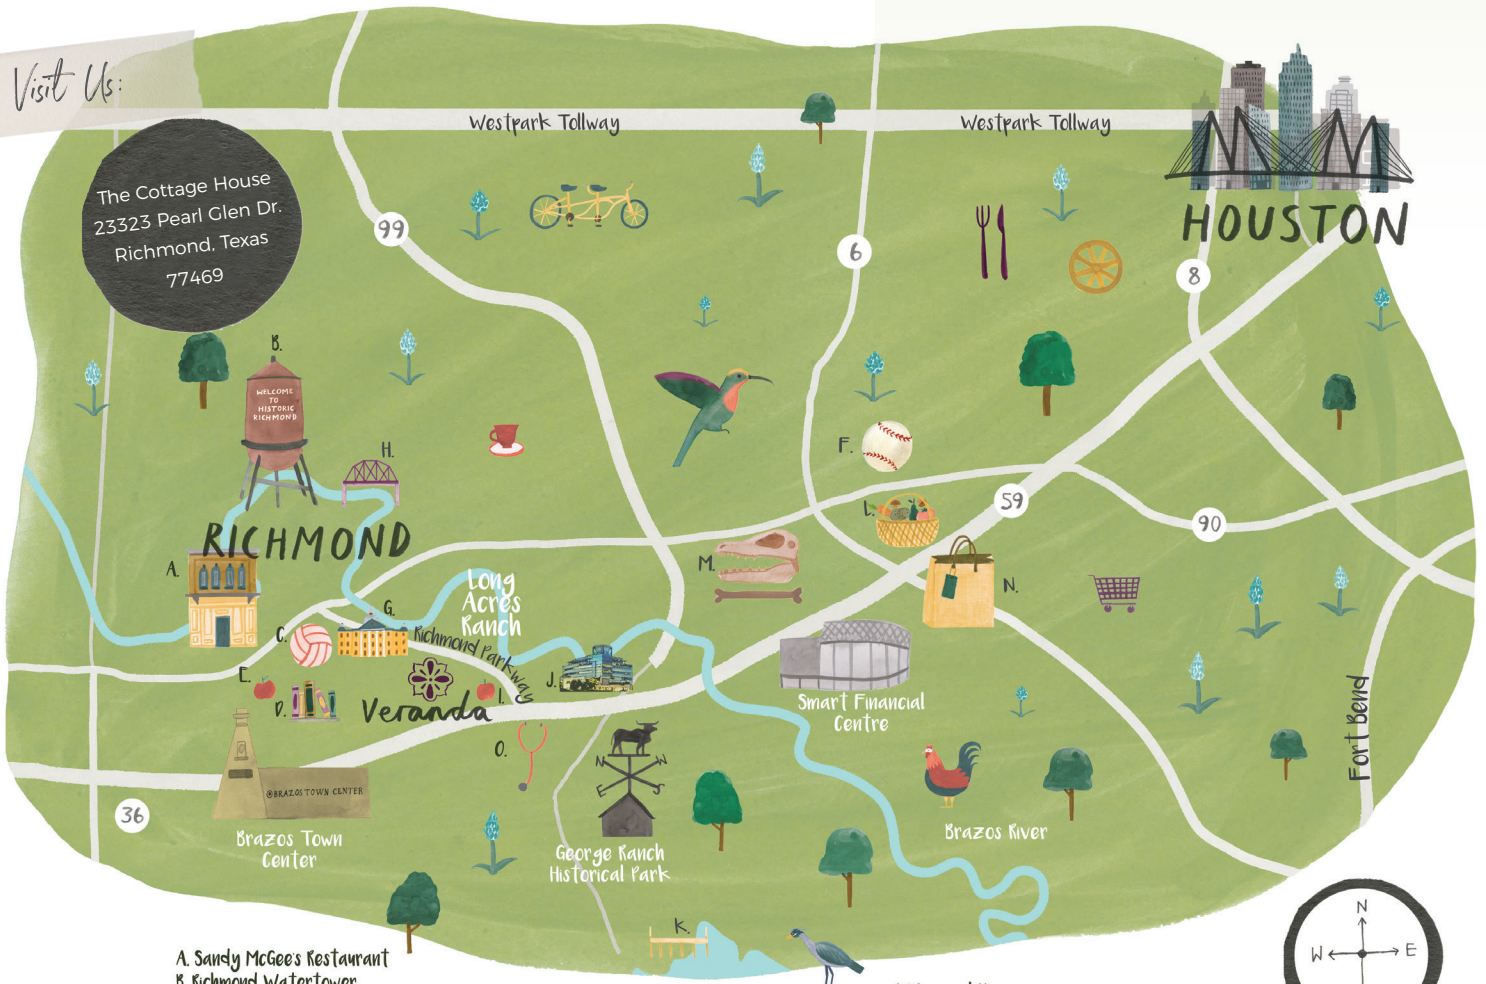 Visit Us:
The Cottage House
23323 Pearl Glen Dr.
Richmond, Texas
77469
Westpark Tollway
Westpark Tollway
HOUSTON
99
6
8
B.
WELCOME
TO
HISTORIC
RICHMOND
H.
F.
RICHMOND
L.
59
90
A.
M.
N.
Long
Acres
Ranch
G.
C.
Richmond Parkway
E.
J.
I.
D.
Veranda
Smart Financial
Centre
Fort Bend
O.
N
W
E
S
@BRAZOS TOWN CENTER
36
Brazos Town
Center
George Ranch
Historical Park
Brazos River
K.
N
W
E
A. Sandy McGee's Restaurant
B. Richmond Watertower